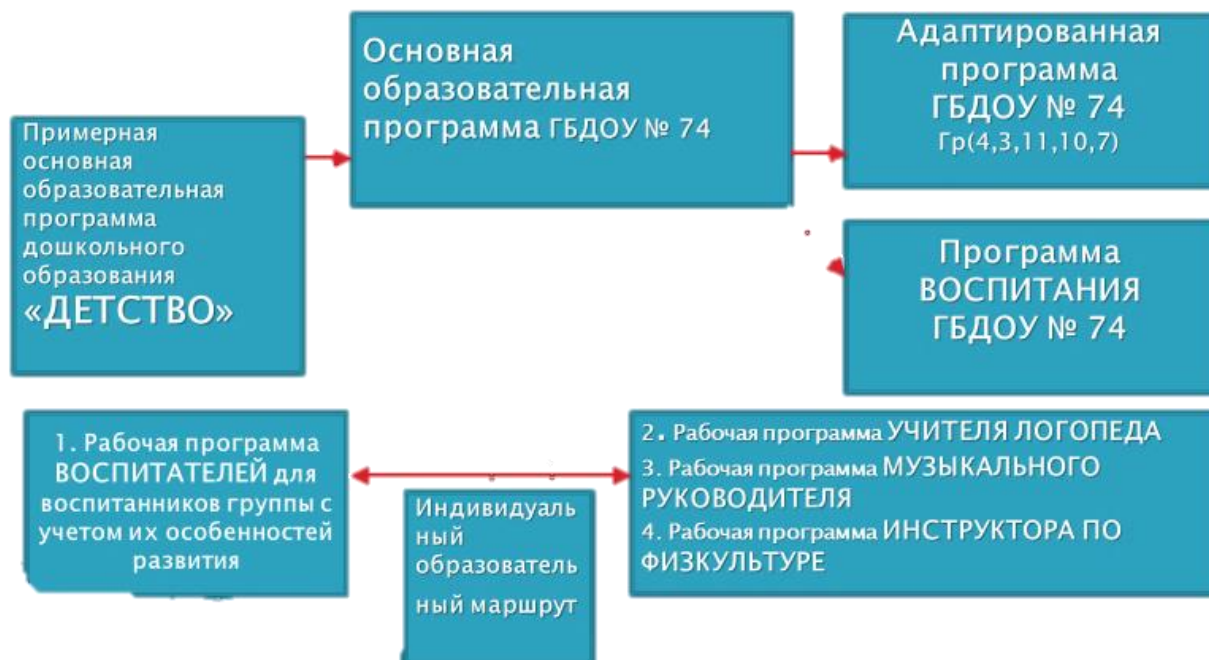 Примерная
основная
образовательная
программа
дошкольного
образования
«ДЕТСТВО»
Основная
образовательная
программа ГБДОУ № 74
Адаптированная
программа
ГБДОУ № 74
Гр(4,3,11,10,7)
Программа
ВОСПИТАНИЯ
ГБДОУ № 74
1. Рабочая программа
ВОСПИТАТЕЛЕЙ для
воспитанников группы с
учетом их особенностей
развития
Индивидуаль
ный
образователь
ный маршрут
2. Рабочая программа УЧИТЕЛЯ ЛОГОПЕДА
3. Рабочая программа МУЗЫКАЛЬНОГО
РУКОВОДИТЕЛЯ
4. Рабочая программа ИНСТРУКТОРА ПО
ФИЗКУЛЬТУРЕ